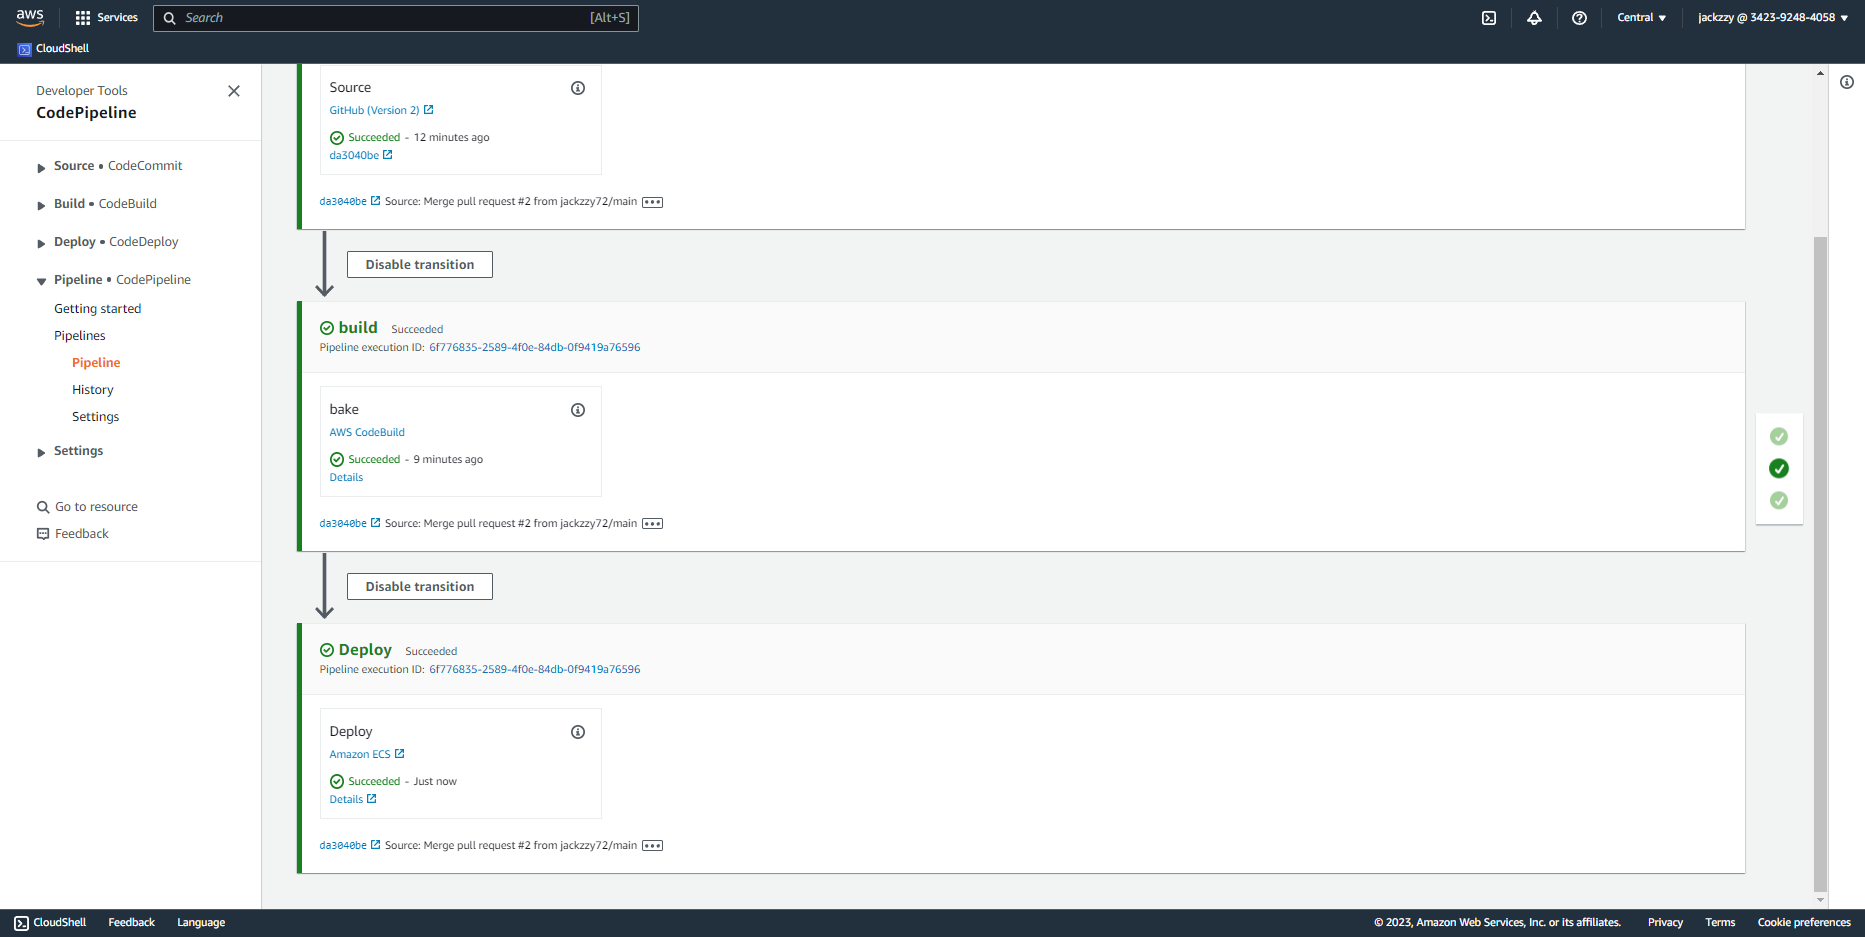 aws
Services
Search
[Alt+S]
Central
jackzzy @ 3423-9248-4058
CloudShell
Developer Tools
CodePipeline
Source • CodeCommit
Build • CodeBuild
Deploy • CodeDeploy
Pipeline • CodePipeline
Getting started
Pipelines
Pipeline
History
Settings
Settings
Go to resource
Feedback
Source
GitHub (Version 2)
Succeeded - 12 minutes ago
da3040be
da3040be Source: Merge pull request #2 from jackzzy72/main
Disable transition
build Succeeded
Pipeline execution ID: 6f776835-2589-4f0e-84db-0f9419a76596
bake
AWS CodeBuild
Succeeded - 9 minutes ago
Details
da3040be Source: Merge pull request #2 from jackzzy72/main
Disable transition
Deploy Succeeded
Pipeline execution ID: 6f776835-2589-4f0e-84db-0f9419a76596
Deploy
Amazon ECS
Succeeded - Just now
Details
da3040be Source: Merge pull request #2 from jackzzy72/main
CloudShell Feedback Language
© 2023, Amazon Web Services, Inc. or its affiliates. Privacy Terms Cookie preferences